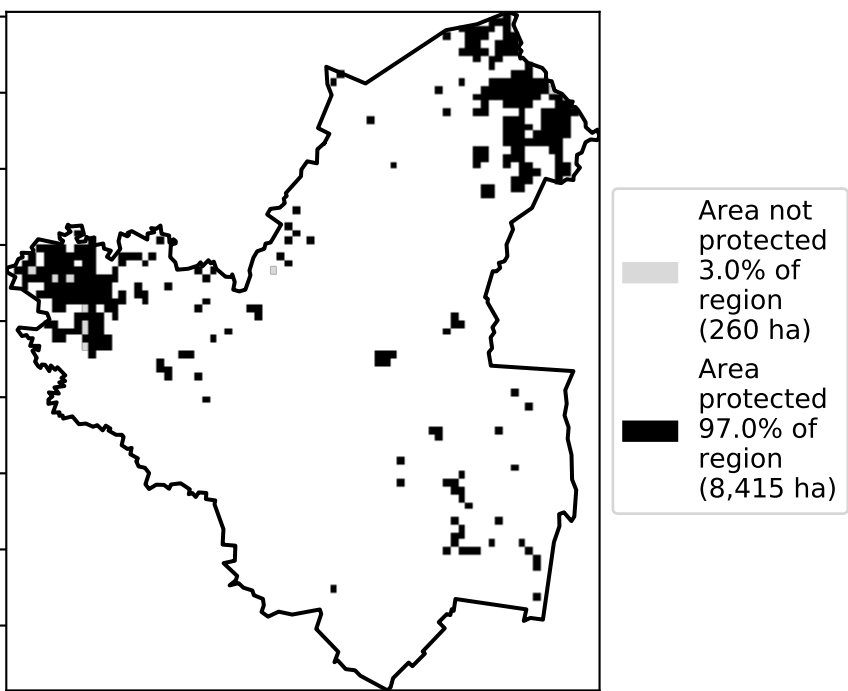 Area not
protected
3.0% of
region
(260 ha)
Area
protected
97.0% of
region
(8,415 ha)